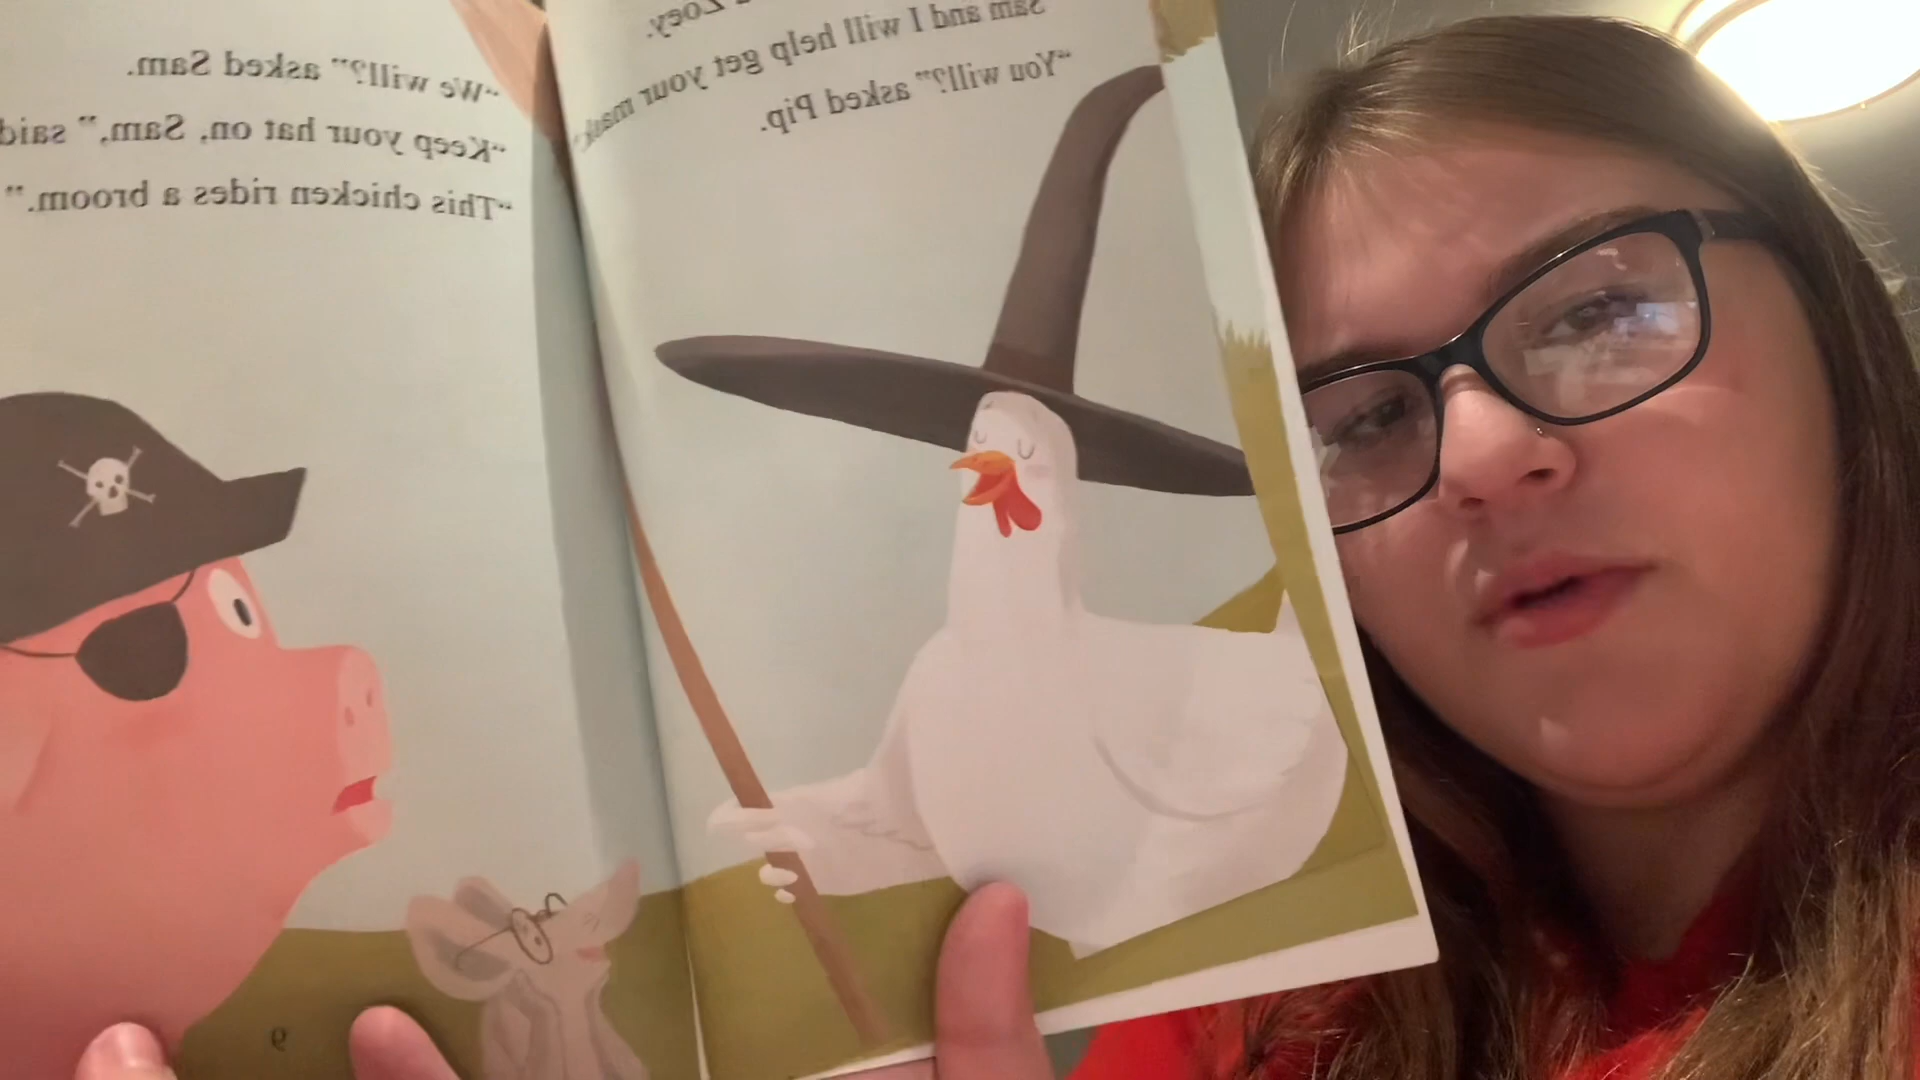 Zoey.
Sam and I will help get your mask
"You will?" asked Pip.
"We will?" asked Sam.
"Keep your hat on, Sam," said
"This chicken rides a broom."
9